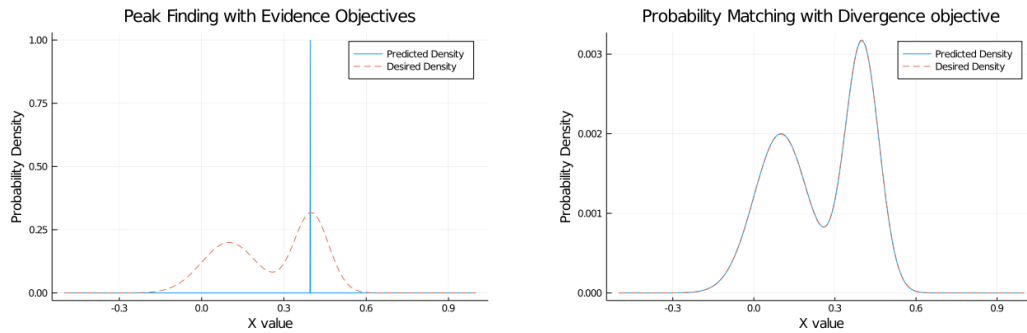 Peak Finding with Evidence Objectives
1.00
0.75
0.50
0.25
0.00
Probability Density
Predicted Density
Desired Density
-0.3
0.0
0.3
0.6
0.9
X value
Probability Matching with Divergence objective
0.003
0.002
0.001
0.000
Probability Density
Predicted Density
Desired Density
-0.3
0.0
0.3
0.6
0.9
X value